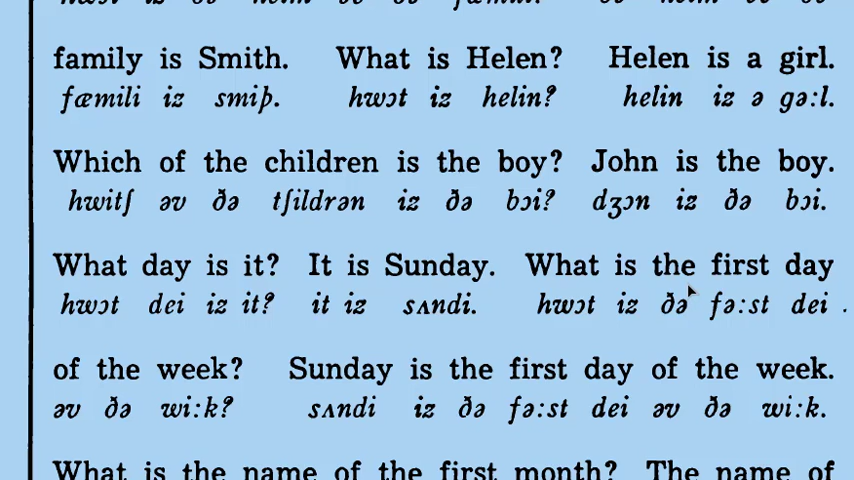 family is Smith. What is Helen? Helen is a girl.
fæmili iz smiþ. hwɔt iz helin? helin iz ə gə:l.
Which of the children is the boy? John is the boy.
hwitʃ əv ðə tʃildrən iz ðə bɔi? dʒɔn iz ðə bɔi.
What day is it? It is Sunday. What is the first day
hwɔt dei iz it? it iz sʌndi. hwɔt iz ðə fə:st dei
of the week? Sunday is the first day of the week.
əv ðə wi:k? sʌndi iz ðə fə:st dei əv ðə wi:k.
What is the name of the first month? The name of